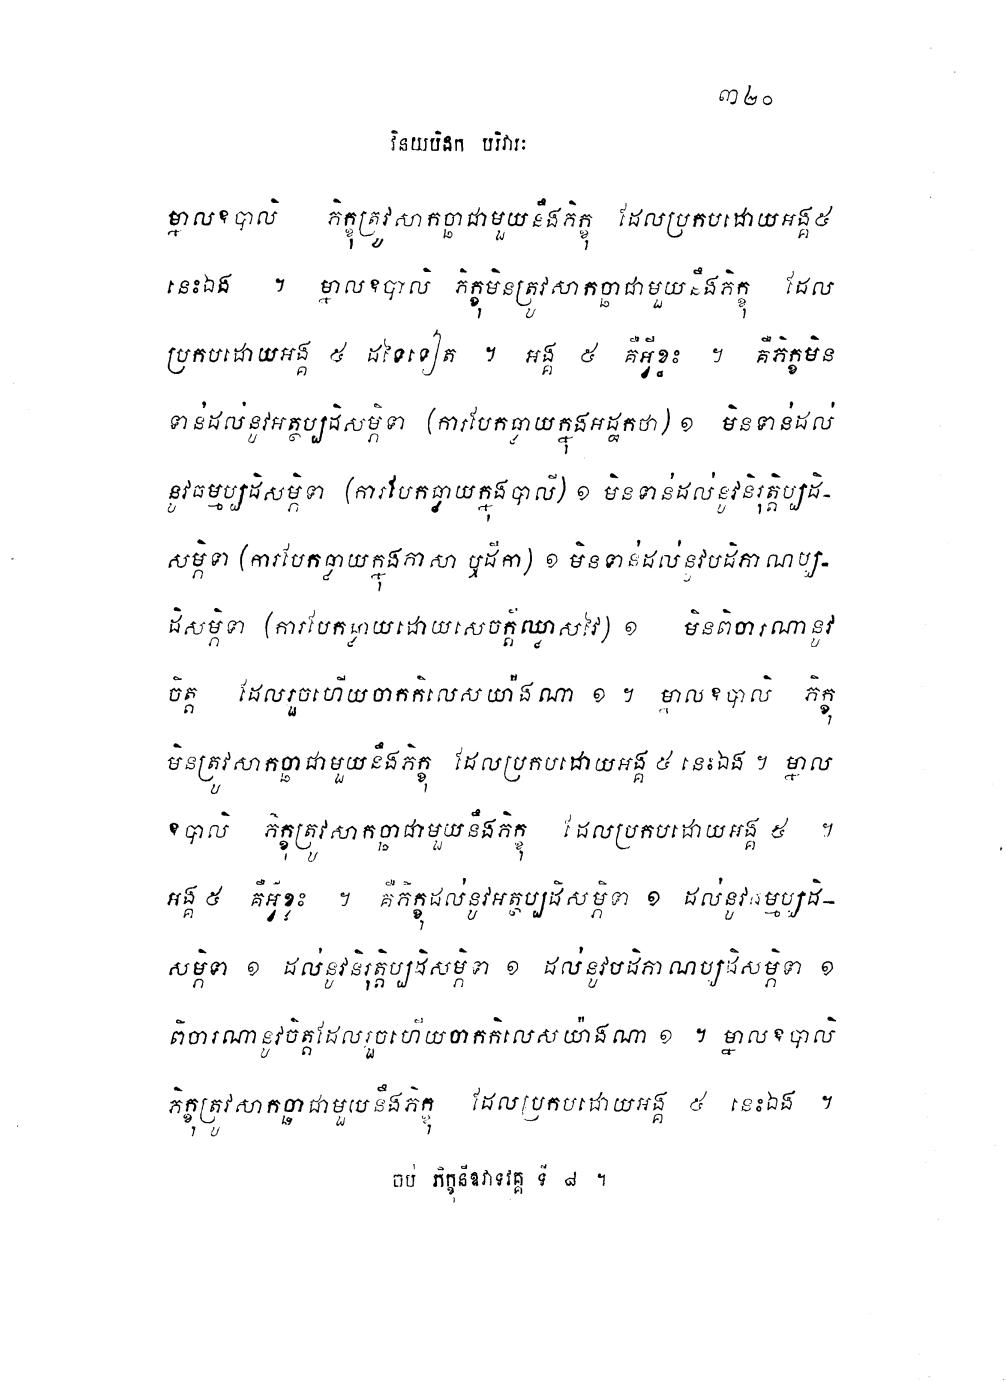 ៣២០
វិនយបិដក បរិវារៈ
ម្នាលឧបាលិ ភិក្ខុត្រូវសាកច្ឆាជាមួយនឹងភិក្ខុ ដែលប្រកបដោយអង្គ៥
នេះឯង ។ ម្នាលឧបាលិ ភិក្ខុមិនត្រូវសាកច្ឆាជាមួយនឹងភិក្ខុ ដែល
ប្រកបដោយអង្គ ៥ ដទៃទៀត ។ អង្គ ៥ គឺអ្វីខ្លះ ។ គឺភិក្ខុមិន
ទាន់ដល់នូវអត្ថប្បដិសម្ភិទា (ការបែកធ្លាយក្នុងអដ្ឋកថា) ១ មិនទាន់ដល់
នូវធម្មប្បដិសម្ភិទា (ការបែកធ្លាយក្នុងបាលី) ១ មិនទាន់ដល់នូវនិរុត្តិប្បដិ-
សម្ភិទា (ការបែកធ្លាយក្នុងភាសា ឬដីកា) ១ មិនទាន់ដល់នូវបដិភាណប្ប-
ដិសម្ភិទា (ការបែកធ្លាយដោយសេចក្តីឈ្លាសវៃ) ១ មិនពិចារណានូវ
ចិត្ត ដែលរួចហើយចាកកិលេសយ៉ាងណា ១ ។ ម្នាលឧបាលិ ភិក្ខុ
មិនត្រូវសាកច្ឆាជាមួយនឹងភិក្ខុ ដែលប្រកបដោយអង្គ ៥ នេះឯង ។ ម្នាល
ឧបាលិ ភិក្ខុត្រូវសាកច្ឆាជាមួយនឹងភិក្ខុ ដែលប្រកបដោយអង្គ ៥ ។
អង្គ ៥ គឺអ្វីខ្លះ ។ គឺភិក្ខុដល់នូវអត្ថប្បដិសម្ភិទា ១ ដល់នូវធម្មប្បដិ-
សម្ភិទា ១ ដល់នូវនិរុត្តិប្បដិសម្ភិទា ១ ដល់នូវបដិភាណប្បដិសម្ភិទា ១
ពិចារណានូវចិត្តដែលរួចហើយចាកកិលេសយ៉ាងណា ១ ។ ម្នាលឧបាលិ
ភិក្ខុត្រូវសាកច្ឆាជាមួយនឹងភិក្ខុ ដែលប្រកបដោយអង្គ ៥ នេះឯង ។
ចប់ ភិក្ខុនីឱវាទវគ្គ ទី ៨ ។